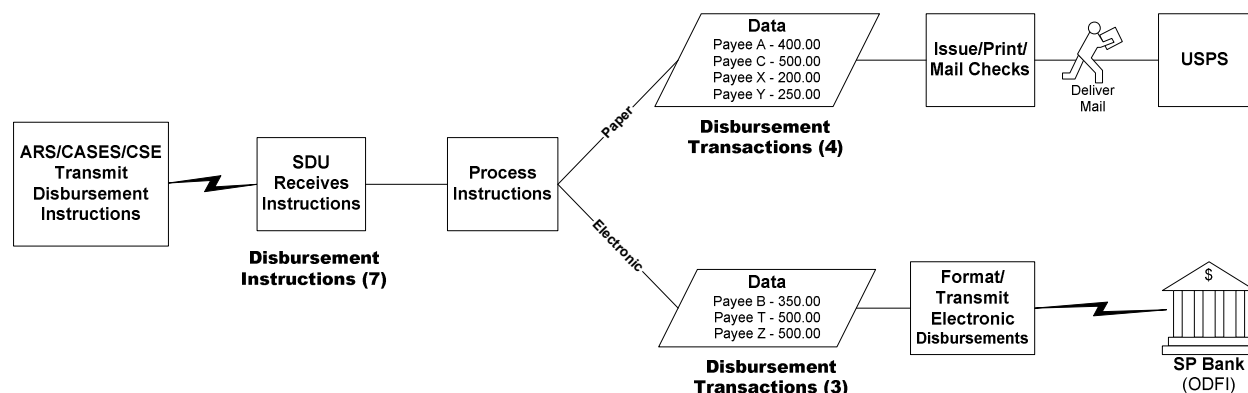 ARS/CASES/CSE
Transmit
Disbursement
Instructions
SDU
Receives
Instructions
Disbursement
Instructions (7)
Process
Instructions
Paper
Data
Payee A - 400.00
Payee C - 500.00
Payee X - 200.00
Payee Y - 250.00
Disbursement
Transactions (4)
Issue/Print/
Mail Checks
Deliver
Mail
USPS
Electronic
Data
Payee B - 350.00
Payee T - 500.00
Payee Z - 500.00
Disbursement
Transactions (3)
Format/
Transmit
Electronic
Disbursements
$
SP Bank
(ODFI)